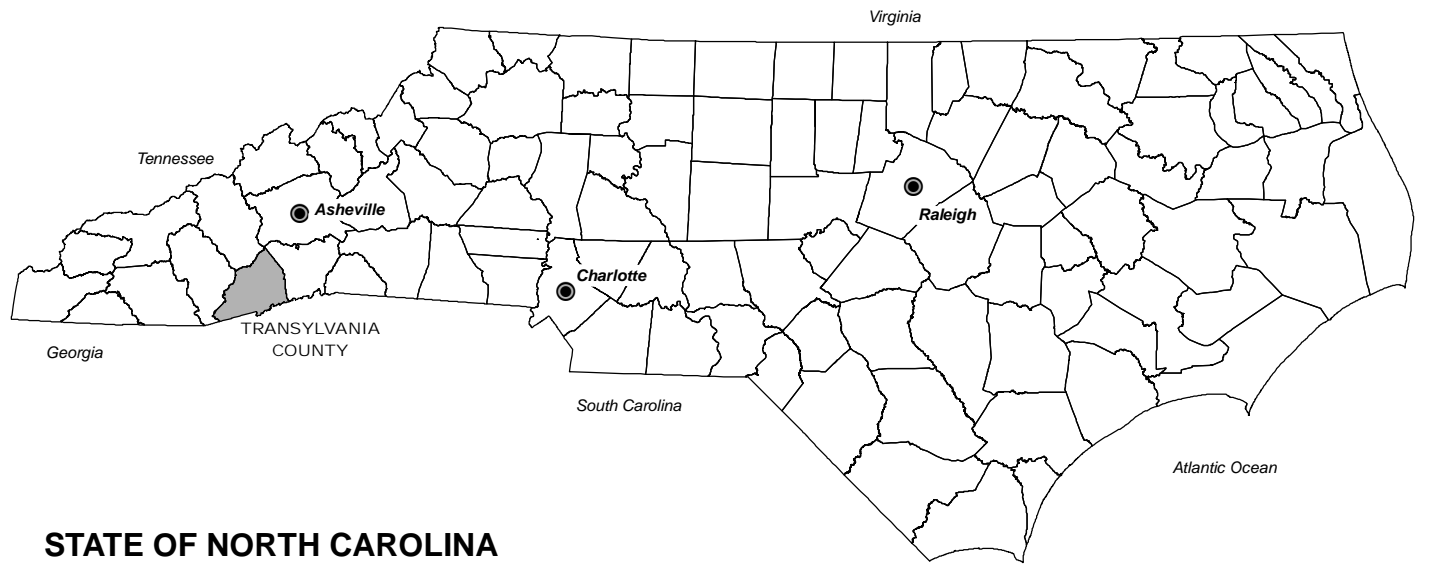 Virginia
Tennessee
Asheville
Raleigh
Charlotte
TRANSYLVANIA
COUNTY
Georgia
South Carolina
Atlantic Ocean
STATE OF NORTH CAROLINA